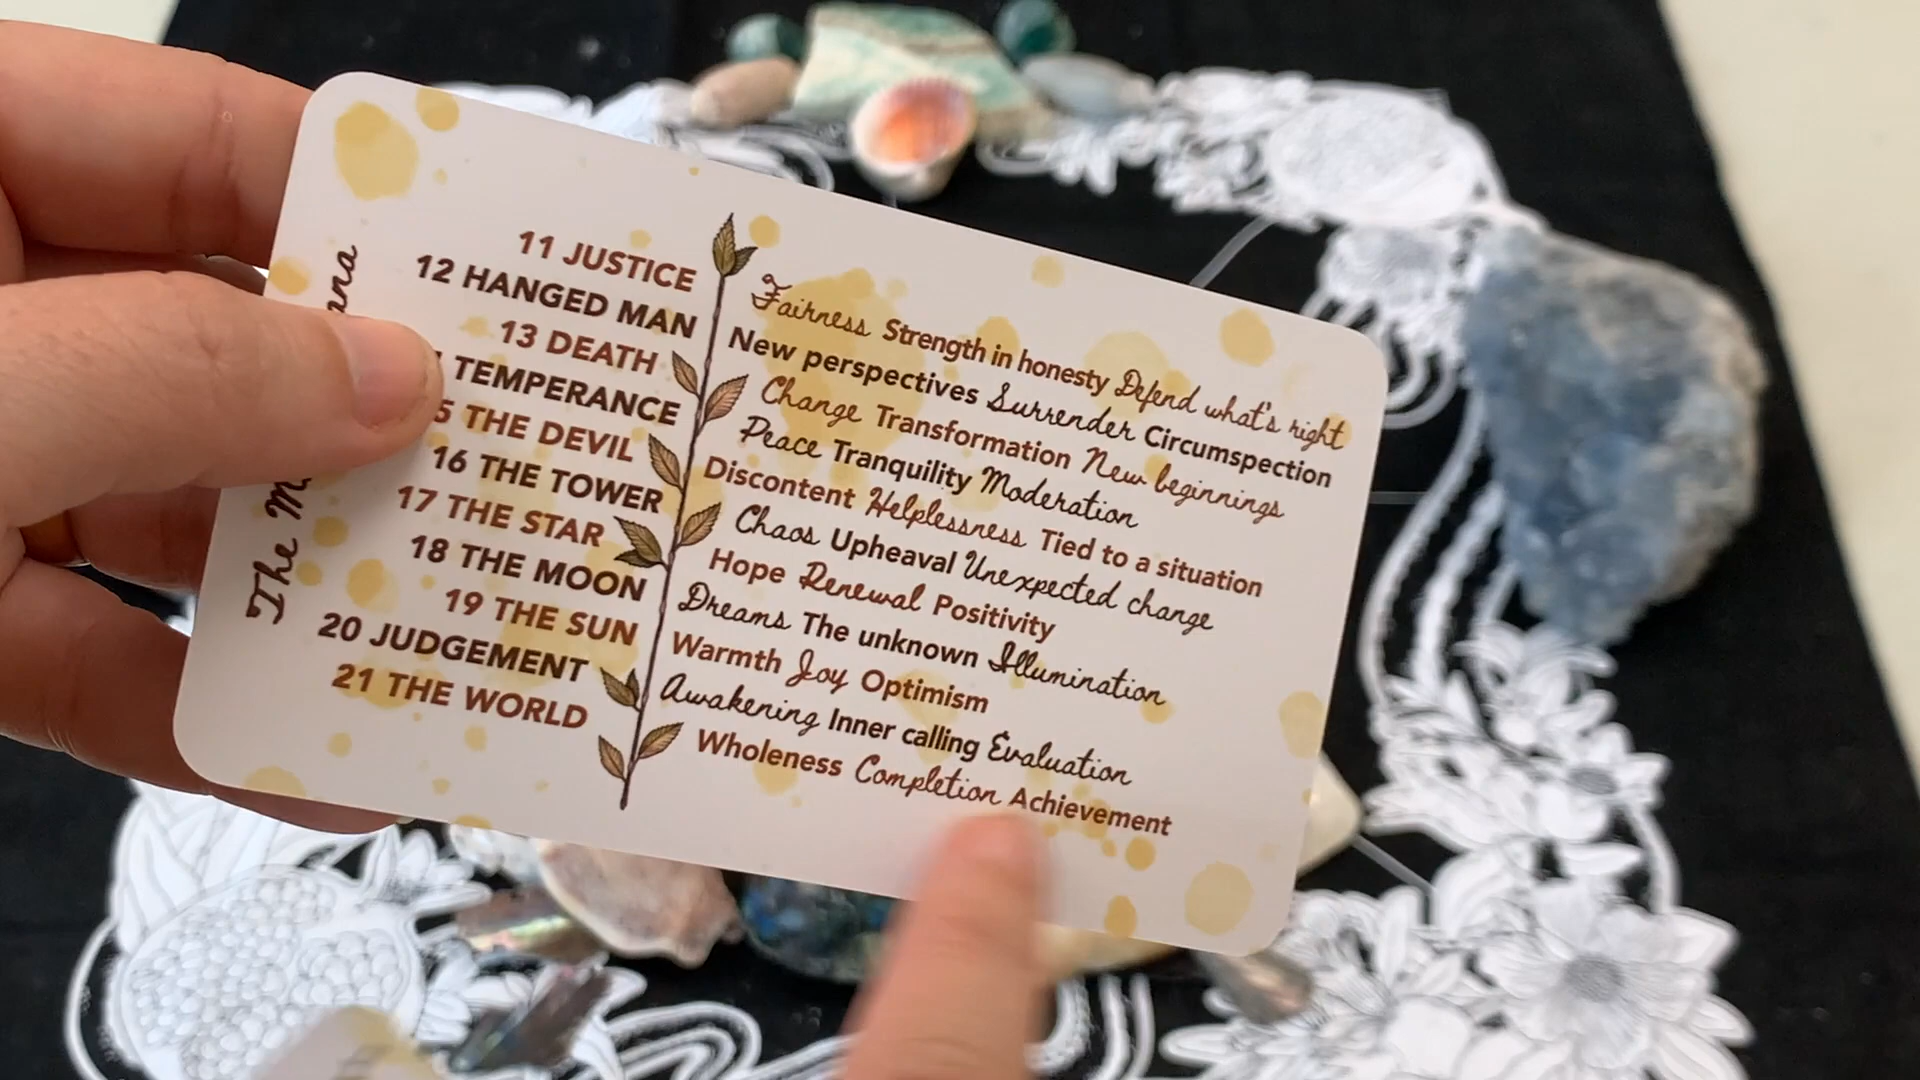 The M ana
11 JUSTICE
12 HANGED MAN
13 DEATH
TEMPERANCE
5 THE DEVIL
16 THE TOWER
17 THE STAR
18 THE MOON
19 THE SUN
20 JUDGEMENT
21 THE WORLD
Fairness Strength in honesty Defend what's right
New perspectives Surrender Circumspection
Change Transformation New beginnings
Peace Tranquility Moderation
Discontent Helplessness Tied to a situation
Chaos Upheaval Unexpected change
Hope Renewal Positivity
Dreams The unknown Illumination
Warmth Joy Optimism
Awakening Inner calling Evaluation
Wholeness Completion Achievement